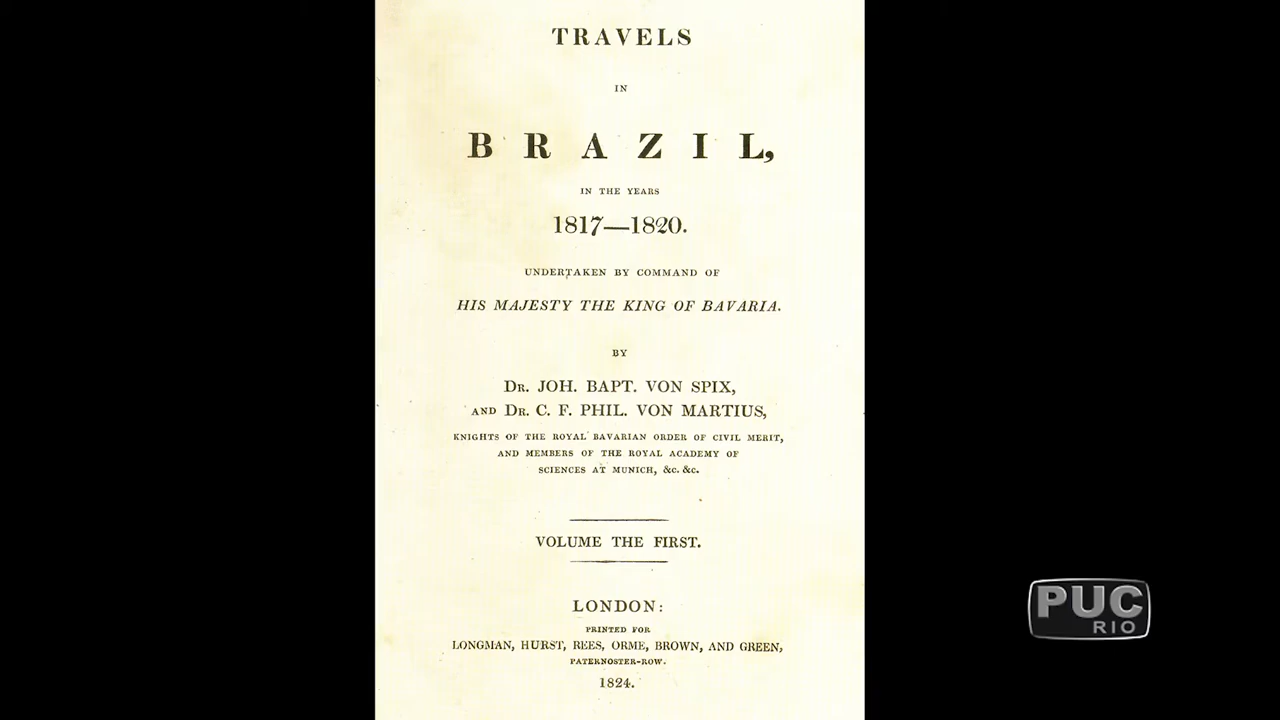 TRAVELS
IN
BRAZIL,
IN THE YEARS
1817—1820.
UNDERTAKEN BY COMMAND OF
HIS MAJESTY THE KING OF BAVARIA.
BY
DR. JOH. BAPT. VON SPIX,
AND DR. C. F. PHIL. VON MARTIUS,
KNIGHTS OF THE ROYAL BAVARIAN ORDER OF CIVIL MERIT,
AND MEMBERS OF THE ROYAL ACADEMY OF
SCIENCES AT MUNICH, &c. &c.
VOLUME THE FIRST.
LONDON:
PRINTED FOR
LONGMAN, HURST, REES, ORME, BROWN, AND GREEN,
PATERNOSTER-ROW.
1824.
PUC
RIO